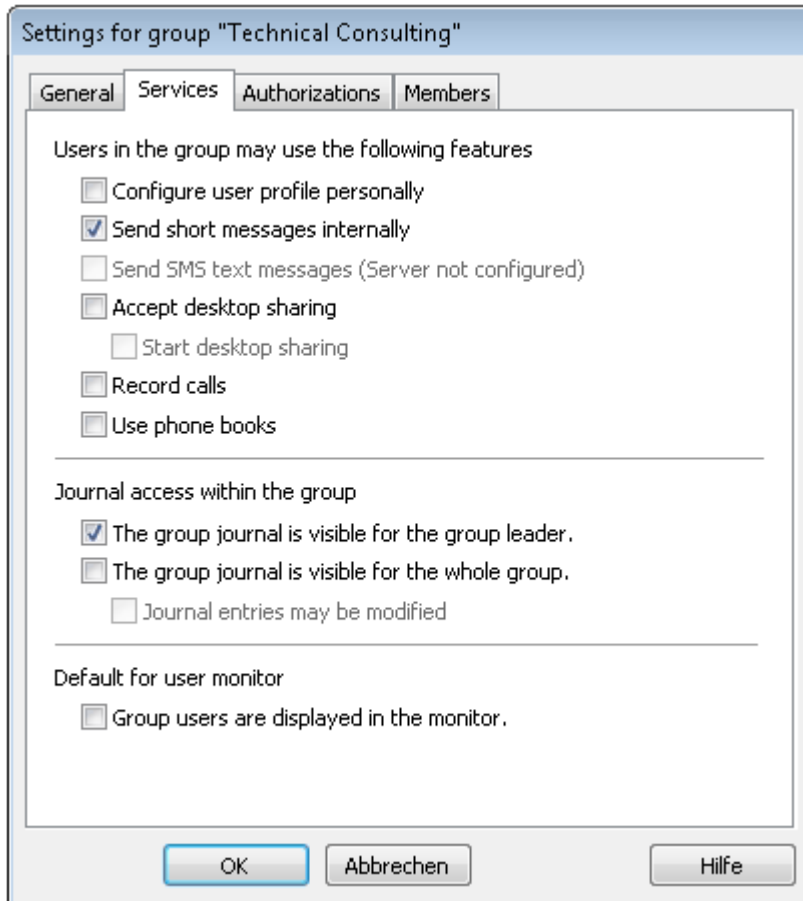 Settings for group "Technical Consulting"
General Services Authorizations Members
Users in the group may use the following features
Configure user profile personally
Send short messages internally
Send SMS text messages (Server not configured)
Accept desktop sharing
Start desktop sharing
Record calls
Use phone books
Journal access within the group
The group journal is visible for the group leader.
The group journal is visible for the whole group.
Journal entries may be modified
Default for user monitor
Group users are displayed in the monitor.
OK Abbrechen Hilfe